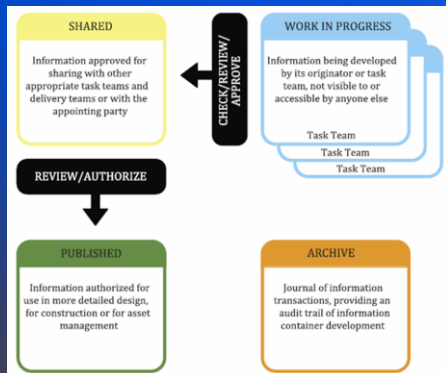 SHARED
Information approved for
sharing with other
appropriate task teams and
delivery teams or with the
appointing party
CHECK/REVIEW/
APPROVE
WORK IN PROGRESS
Information being developed
by its originator or task
team, not visible to or
accessible by anyone else
Task Team
Task Team
Task Team
REVIEW/AUTHORIZE
PUBLISHED
Information authorized for
use in more detailed design,
for construction or for asset
management
ARCHIVE
Journal of information
transactions, providing an
audit trail of information
container development